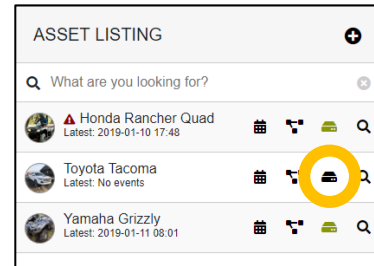 ASSET LISTING
What are you looking for?
Honda Rancher Quad
Latest: 2019-01-10 17:48
Toyota Tacoma
Latest: No events
Yamaha Grizzly
Latest: 2019-01-11 08:01